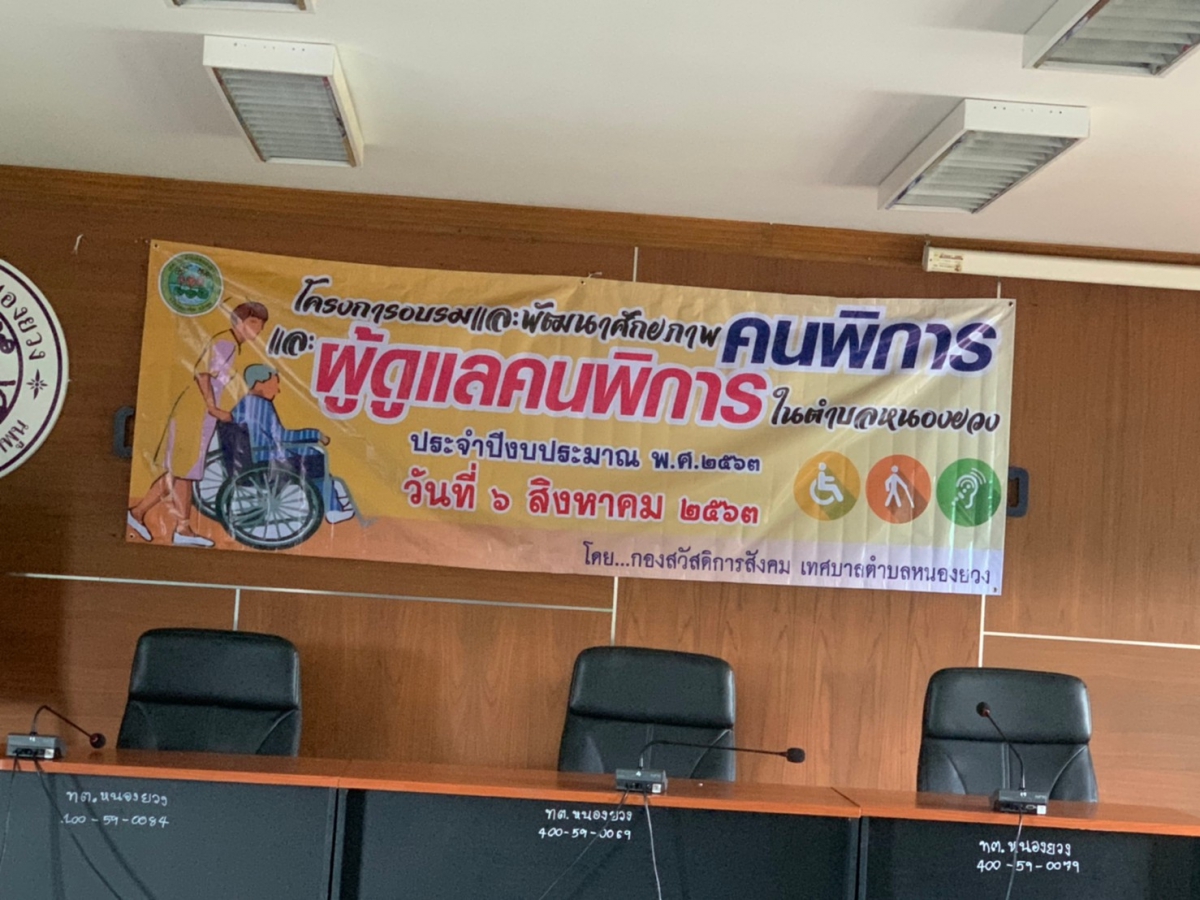 โครงการอบรมและพัฒนาศักยภาพ คนพิการ
และ ผู้ดูแลคนพิการ ในตำบลหนองยวง
ประจำปีงบประมาณ พ.ศ.๒๕๖๓
วันที่ ๖ สิงหาคม ๒๕๖๓
โดย...กองสวัสดิการสังคม เทศบาลตำบลหนองยวง
องยวง
ทต.หนองยวง
400-59-0084
ทต.หนองยวง
400-59-0069
ทต.หนองยวง
400-59-0079